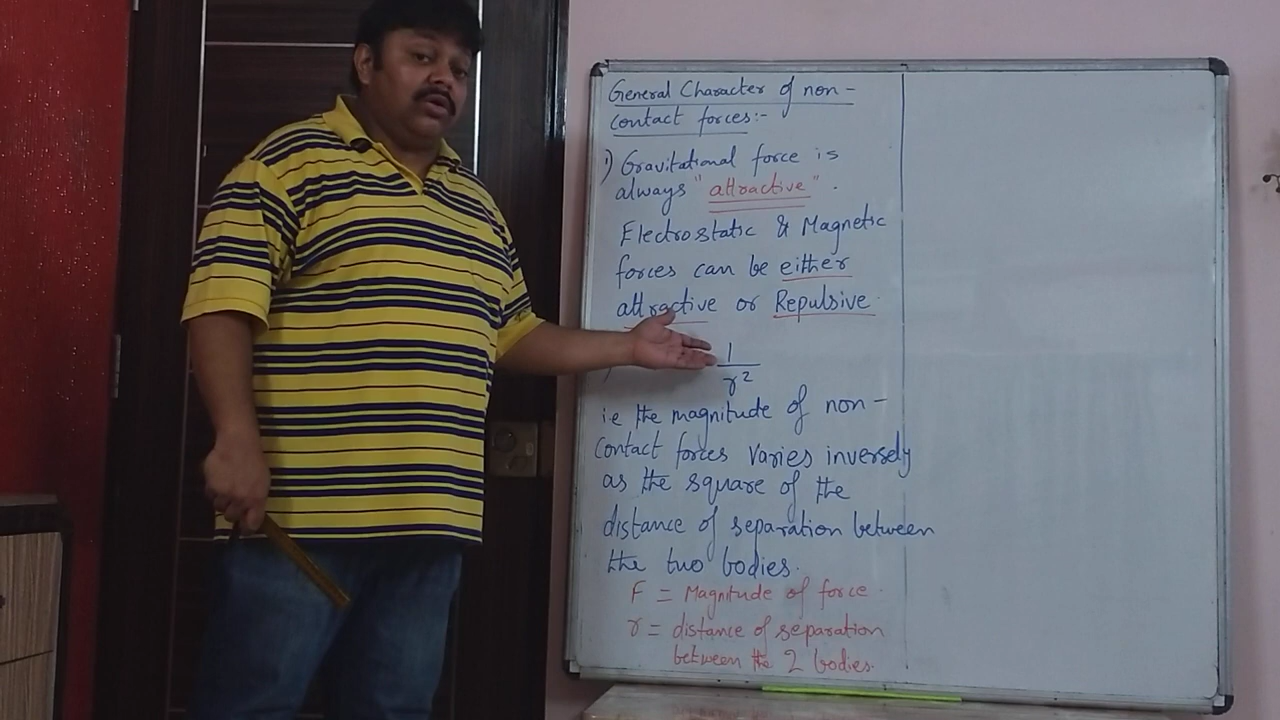 General Character of non-
contact forces:-
1) Gravitational force is
always "attractive".
Electrostatic & Magnetic
forces can be either
attractive or Repulsive.
1
r²
i.e the magnitude of non-
contact forces varies inversely
as the square of the
distance of separation between
the two bodies.
F = Magnitude of force.
r = distance of separation
between the 2 bodies.